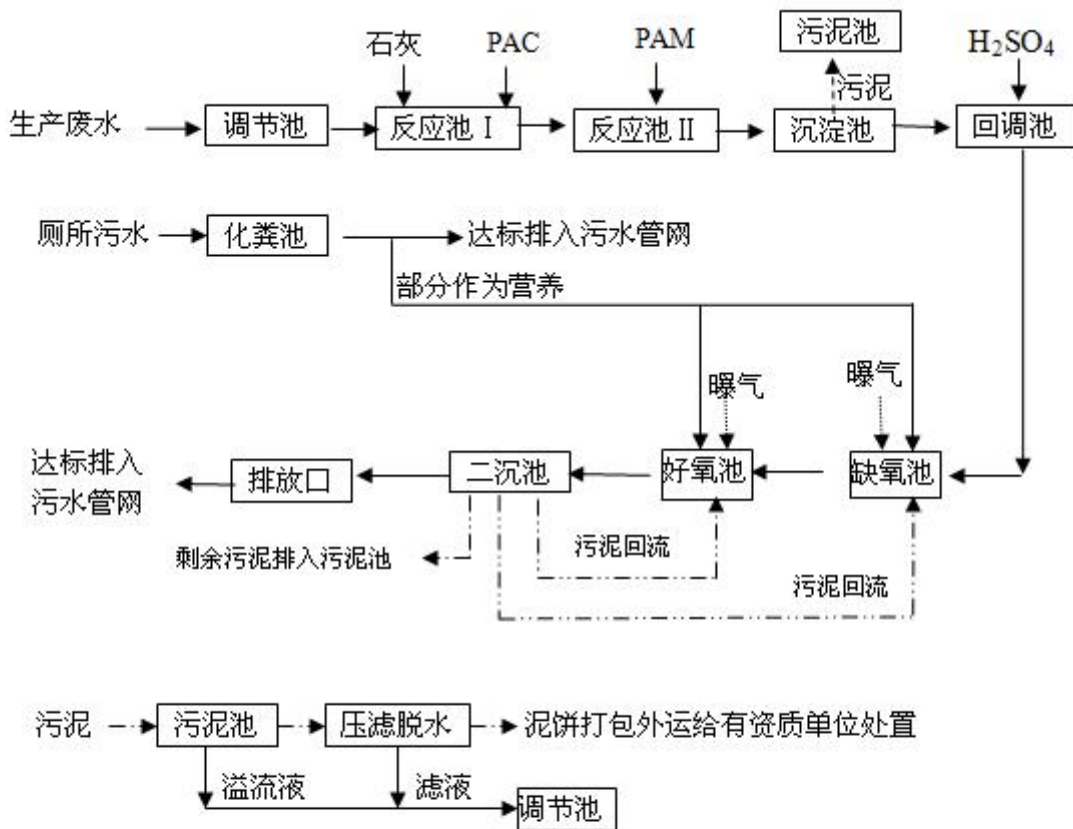 石灰
PAC
PAM
污泥池
H₂SO₄
污泥
生产废水
调节池
反应池Ⅰ
反应池Ⅱ
沉淀池
回调池
厕所污水
化粪池
达标排入污水管网
部分作为营养
曝气
曝气
达标排入
污水管网
排放口
二沉池
好氧池
缺氧池
剩余污泥排入污泥池
污泥回流
污泥回流
污泥
污泥池
压滤脱水
泥饼打包外运给有资质单位处置
溢流液
滤液
调节池